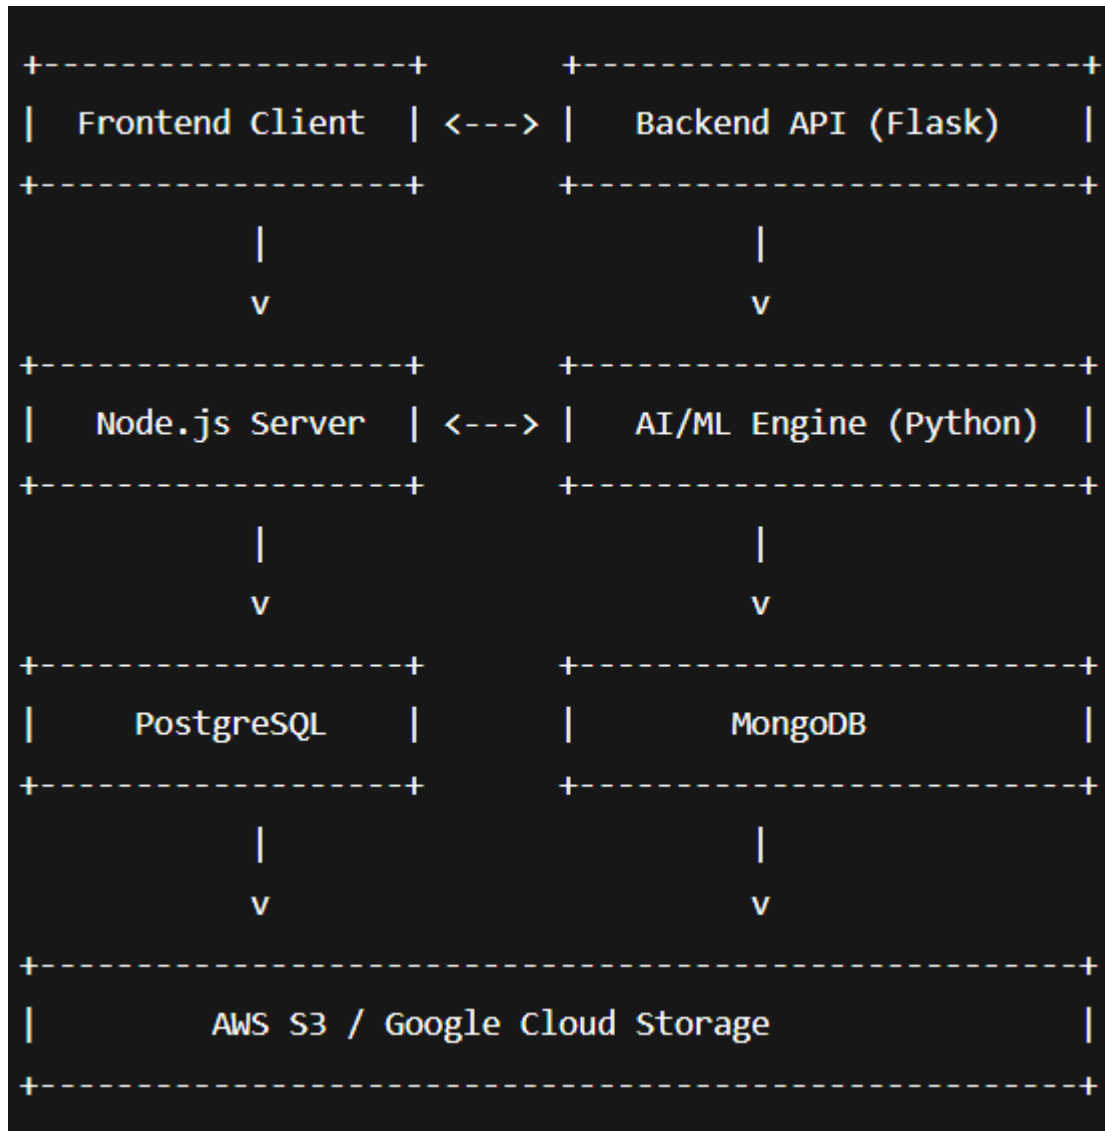 +-------------------+       +---------------------------+
|  Frontend Client  | <---> |   Backend API (Flask)     |
+-------------------+       +---------------------------+
            |                         |
            v                         v
+-------------------+       +---------------------------+
|   Node.js Server  | <---> |   AI/ML Engine (Python)  |
+-------------------+       +---------------------------+
            |                         |
            v                         v
+-------------------+       +---------------------------+
|     PostgreSQL    |       |        MongoDB           |
+-------------------+       +---------------------------+
            |                         |
            v                         v
+------------------------------------------------------+
|         AWS S3 / Google Cloud Storage                |
+------------------------------------------------------+